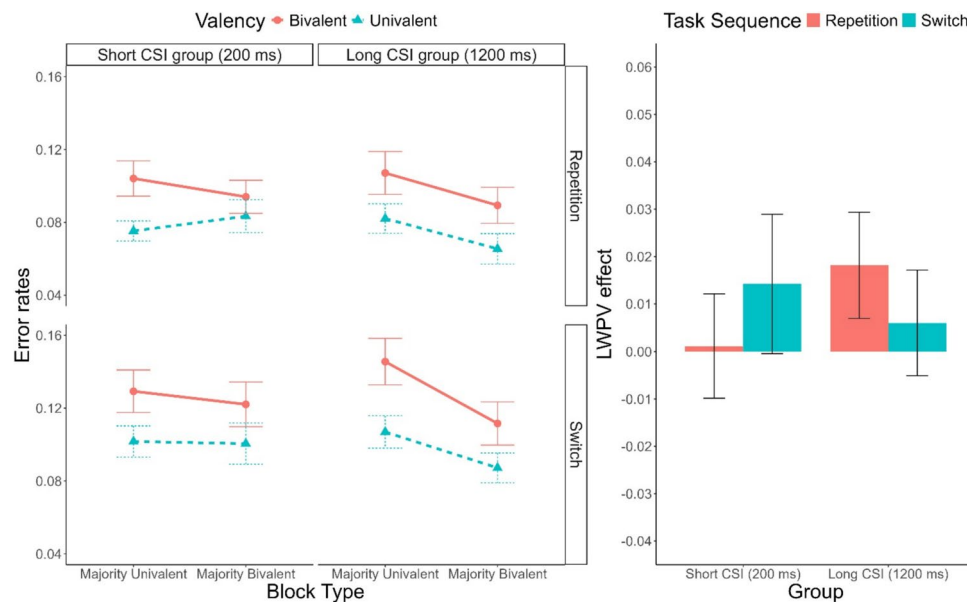 Valency Bivalent Univalent
Short CSI group (200 ms) Long CSI group (1200 ms)
0.16
0.12
0.08
0.04
Repetition
0.16
0.12
0.08
0.04
Switch
Error rates
Majority Univalent Majority Bivalent Majority Univalent Majority Bivalent
Block Type
Task Sequence Repetition Switch
0.06
0.05
0.04
0.03
0.02
0.01
0.00
-0.01
-0.02
-0.03
-0.04
LWPV effect
Short CSI (200 ms) Long CSI (1200 ms)
Group